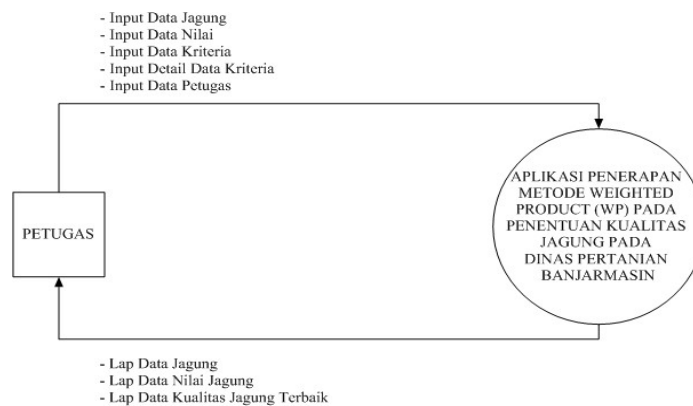 - Input Data Jagung
- Input Data Nilai
- Input Data Kriteria
- Input Detail Data Kriteria
- Input Data Petugas
PETUGAS
APLIKASI PENERAPAN
METODE WEIGHTED
PRODUCT (WP) PADA
PENENTUAN KUALITAS
JAGUNG PADA
DINAS PERTANIAN
BANJARMASIN
- Lap Data Jagung
- Lap Data Nilai Jagung
- Lap Data Kualitas Jagung Terbaik